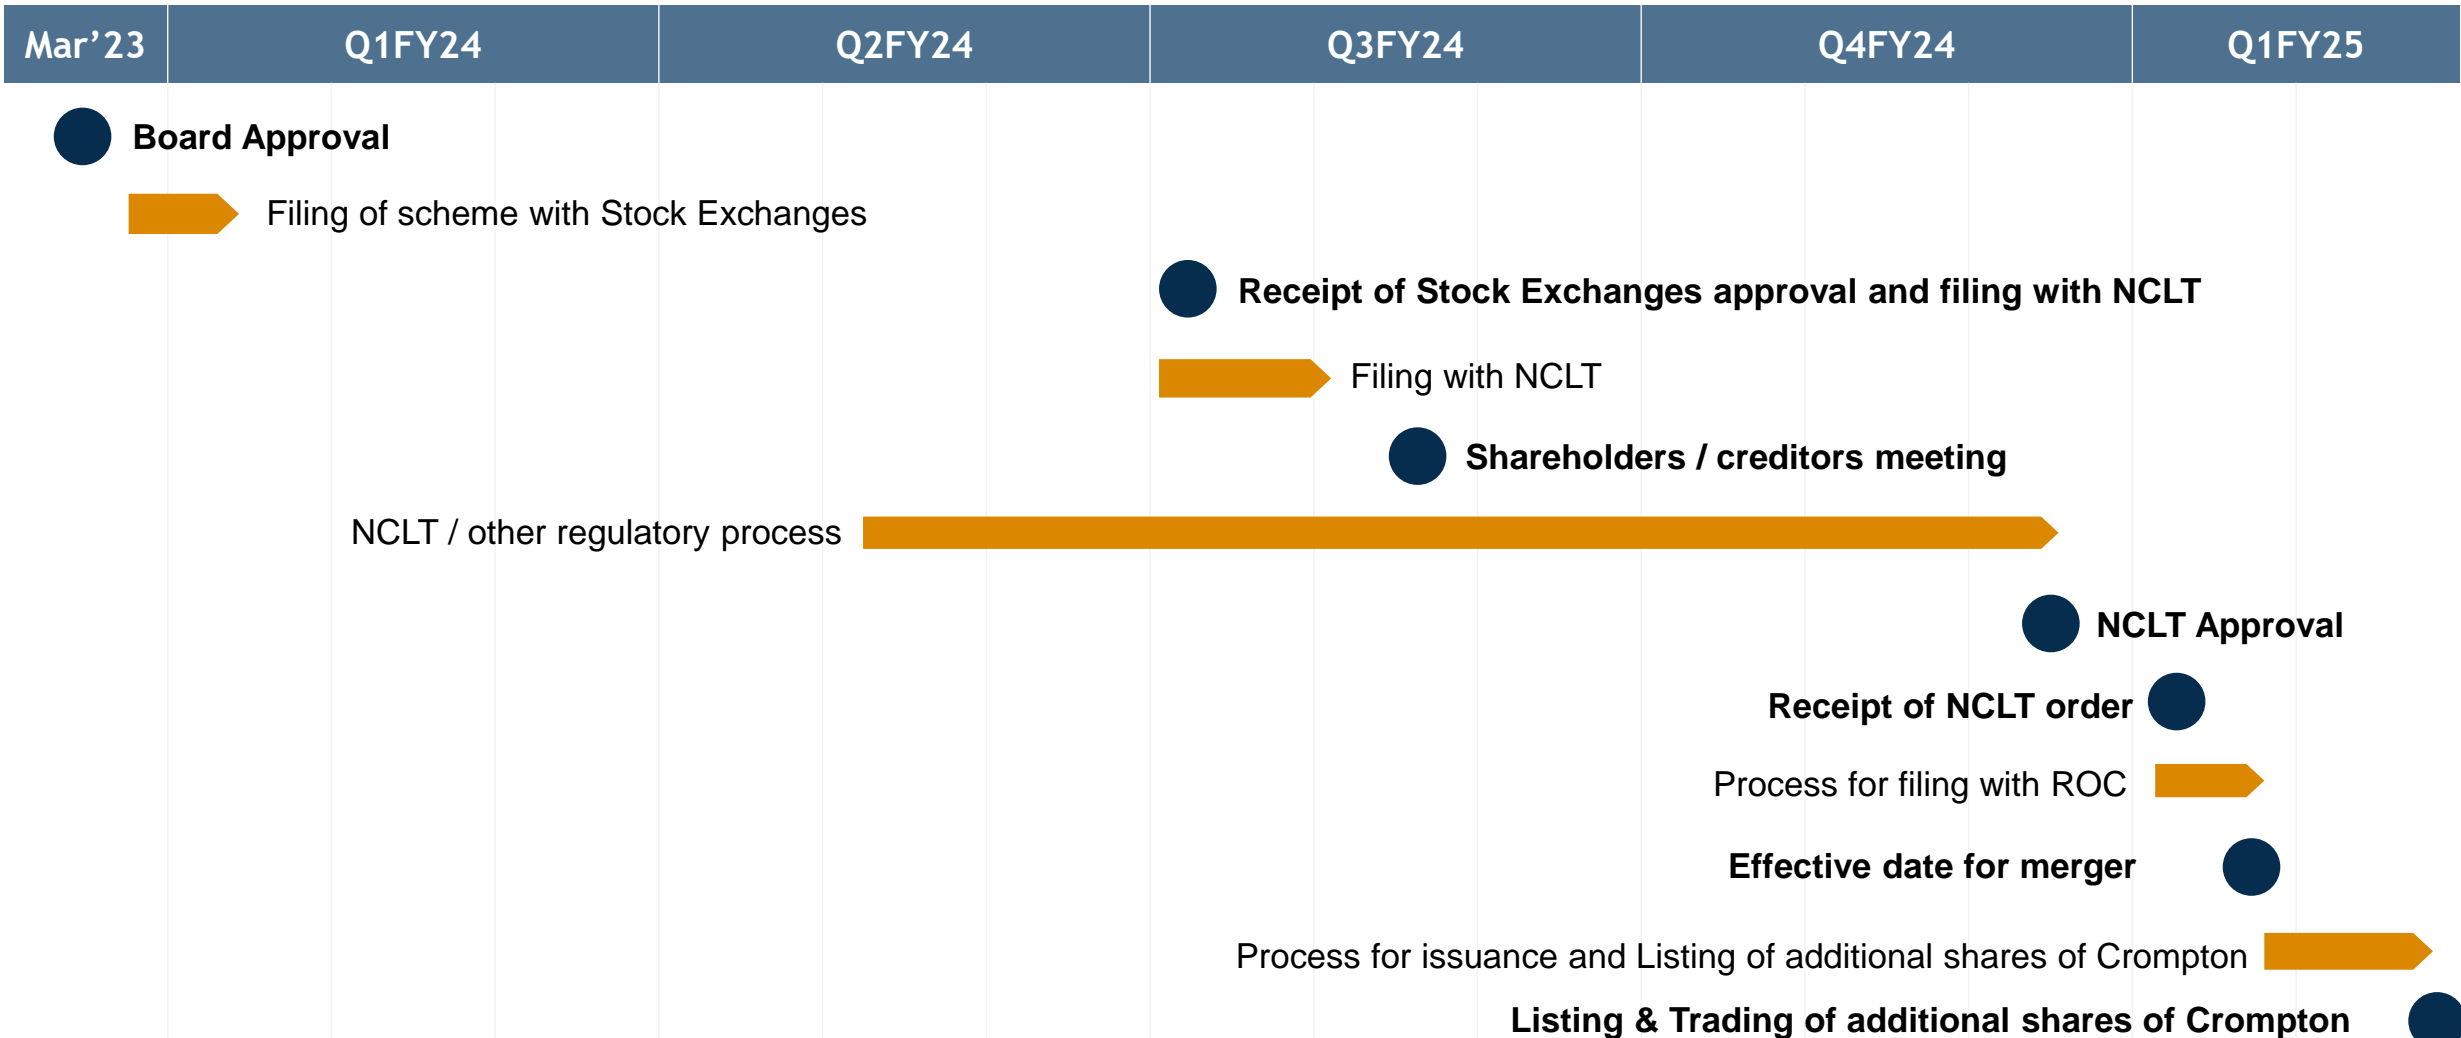 Mar’23
Q1FY24
Q2FY24
Q3FY24
Q4FY24
Q1FY25
Board Approval
Filing of scheme with Stock Exchanges
Receipt of Stock Exchanges approval and filing with NCLT
Filing with NCLT
Shareholders / creditors meeting
NCLT / other regulatory process
NCLT Approval
Receipt of NCLT order
Process for filing with ROC
Effective date for merger
Process for issuance and Listing of additional shares of Crompton
Listing & Trading of additional shares of Crompton